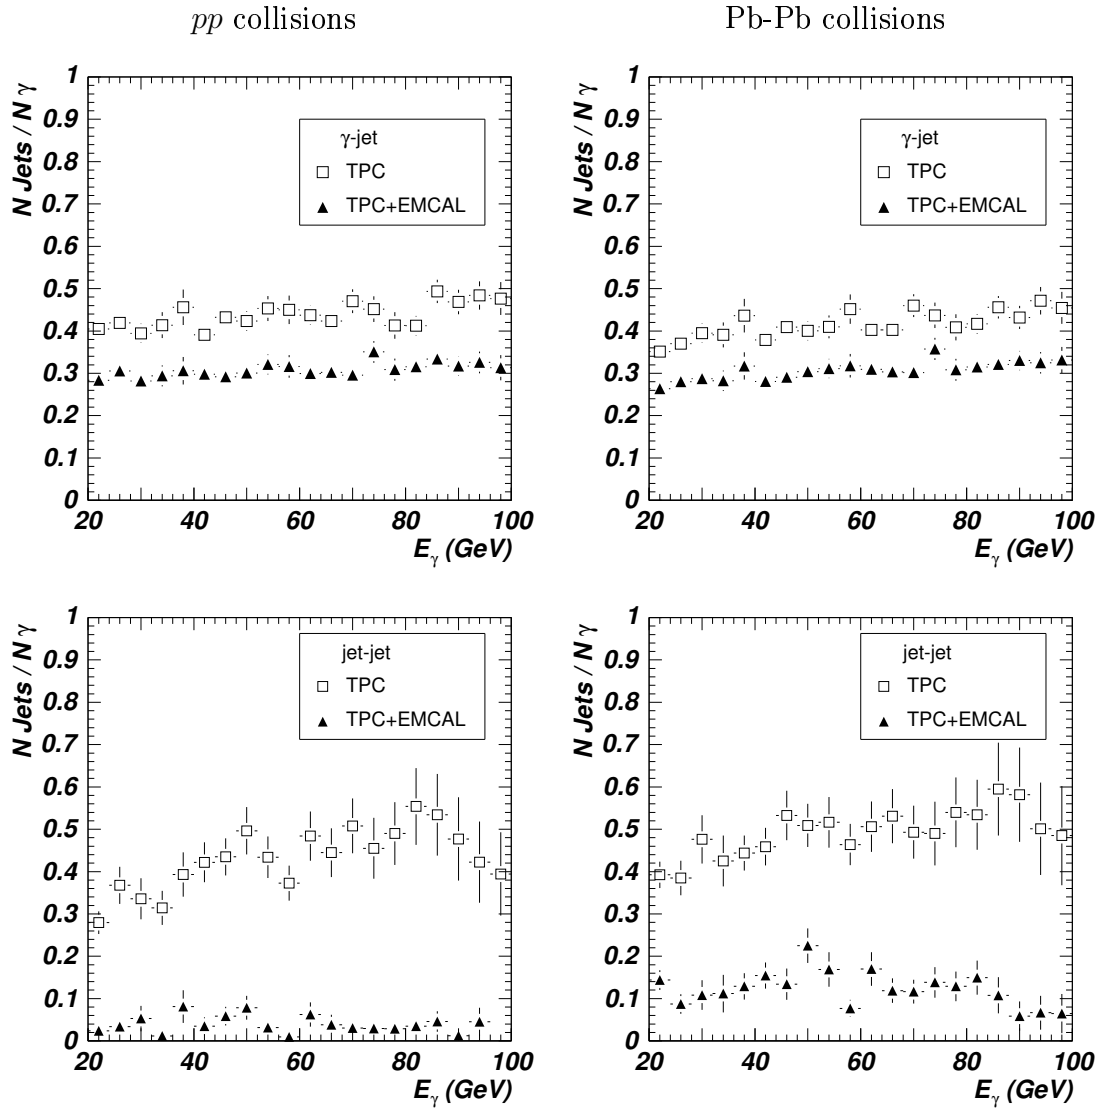 pp collisions
Pb-Pb collisions
N Jets / N γ
1
0.9
0.8
0.7
0.6
0.5
0.4
0.3
0.2
0.1
0
γ-jet
TPC
TPC+EMCAL
20 40 60 80 100
E γ (GeV)
N Jets / N γ
1
0.9
0.8
0.7
0.6
0.5
0.4
0.3
0.2
0.1
0
γ-jet
TPC
TPC+EMCAL
20 40 60 80 100
E γ (GeV)
N Jets / N γ
1
0.9
0.8
0.7
0.6
0.5
0.4
0.3
0.2
0.1
0
jet-jet
TPC
TPC+EMCAL
20 40 60 80 100
E γ (GeV)
N Jets / N γ
1
0.9
0.8
0.7
0.6
0.5
0.4
0.3
0.2
0.1
0
jet-jet
TPC
TPC+EMCAL
20 40 60 80 100
E γ (GeV)